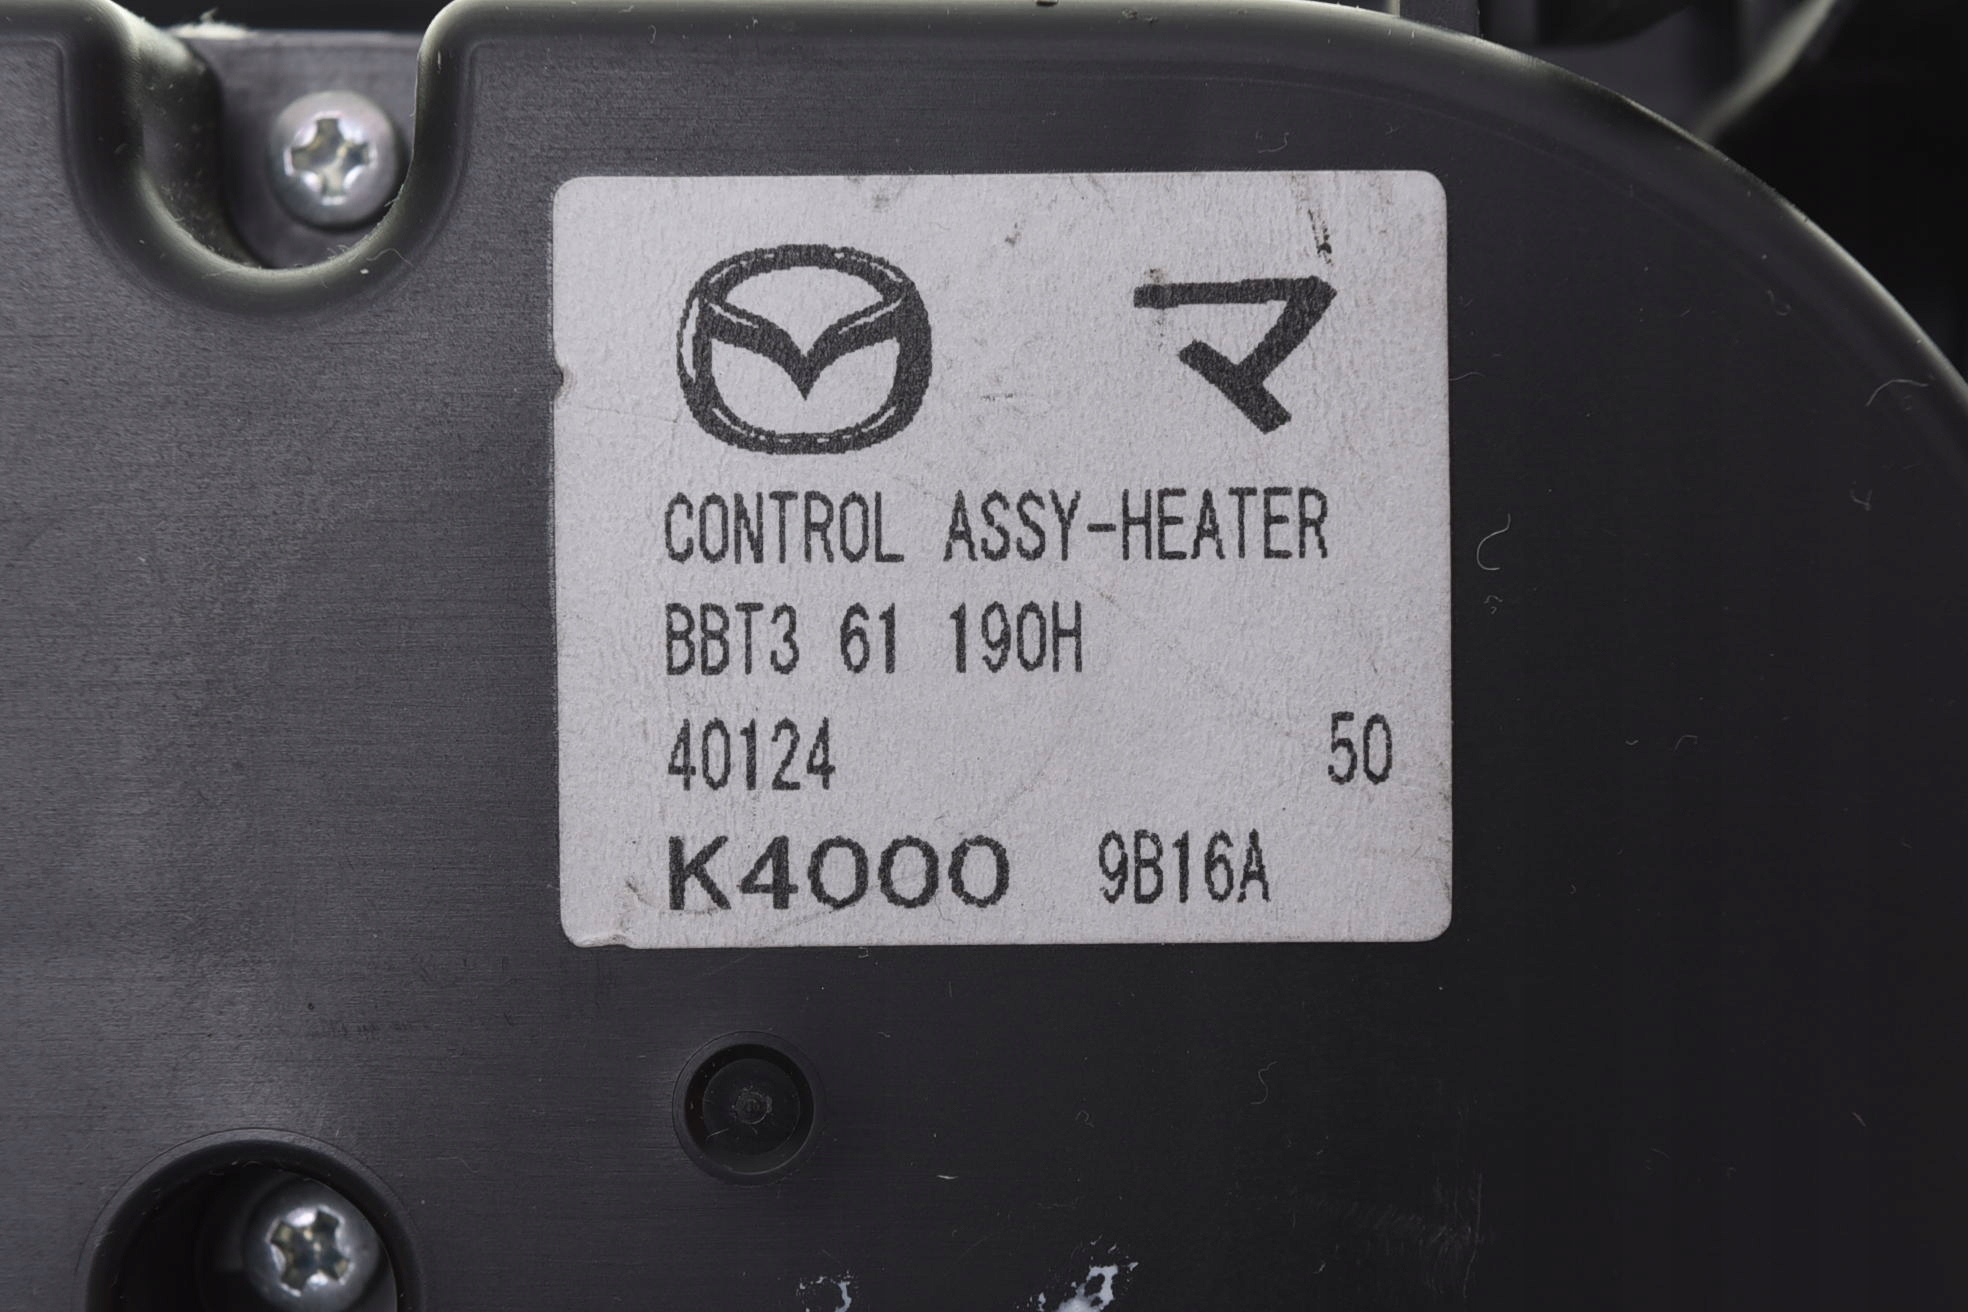 マ
CONTROL ASSY-HEATER
BBT3 61 190H
40124 50
K4000 9B16A